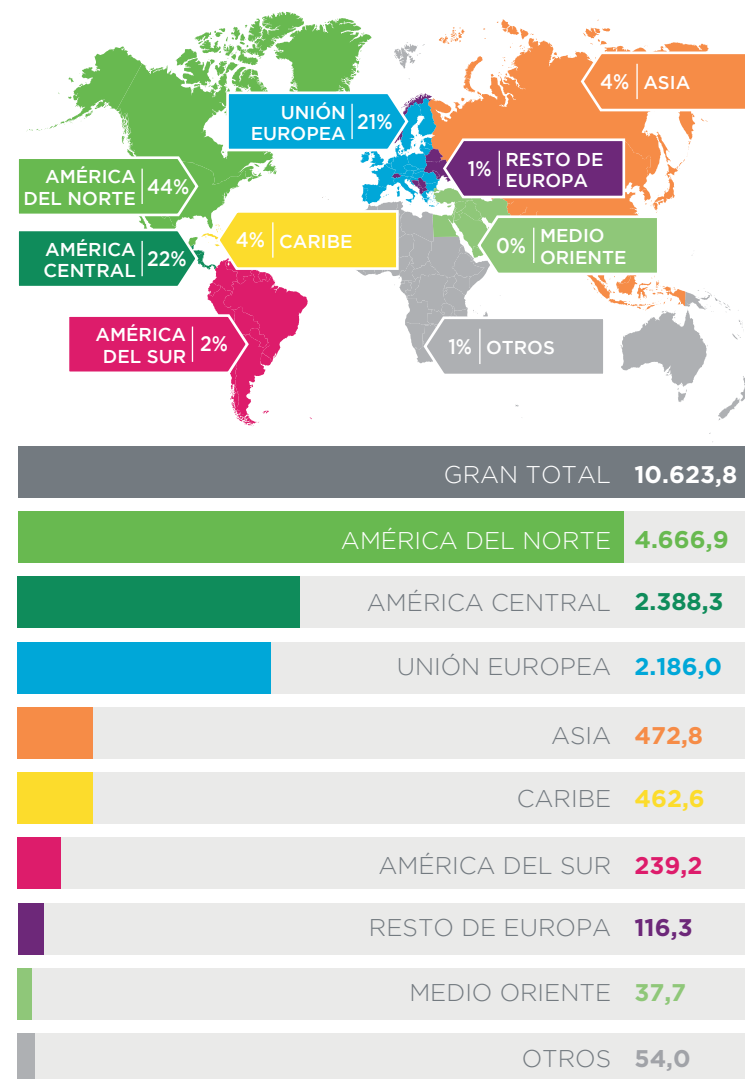 4% ASIA
UNIÓN
EUROPEA 21%
1% RESTO DE
EUROPA
AMÉRICA
DEL NORTE 44%
4% CARIBE
0% MEDIO
ORIENTE
AMÉRICA
CENTRAL 22%
AMÉRICA
DEL SUR 2%
1% OTROS
GRAN TOTAL 10.623,8
AMÉRICA DEL NORTE 4.666,9
AMÉRICA CENTRAL 2.388,3
UNIÓN EUROPEA 2.186,0
ASIA 472,8
CARIBE 462,6
AMÉRICA DEL SUR 239,2
RESTO DE EUROPA 116,3
MEDIO ORIENTE 37,7
OTROS 54,0